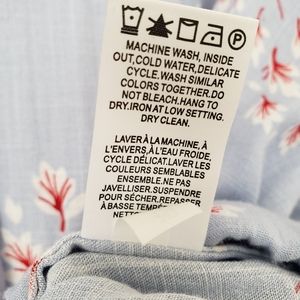 MACHINE WASH, INSIDE
OUT,COLD WATER,DELICATE
CYCLE.WASH SIMILAR
COLORS TOGETHER.DO
NOT BLEACH.HANG TO
DRY.IRON AT LOW SETTING.
DRY CLEAN.
LAVER À LA MACHINE, À
L'ENVERS,À L'EAU FROIDE,
CYCLE DÉLICAT.LAVER LES
COULEURS SEMBLABLES
ENSEMBLE.NE PAS
JAVELLISER.SUSPENDRE
POUR SÉCHER.REPASSER
À BASSE
NETTO